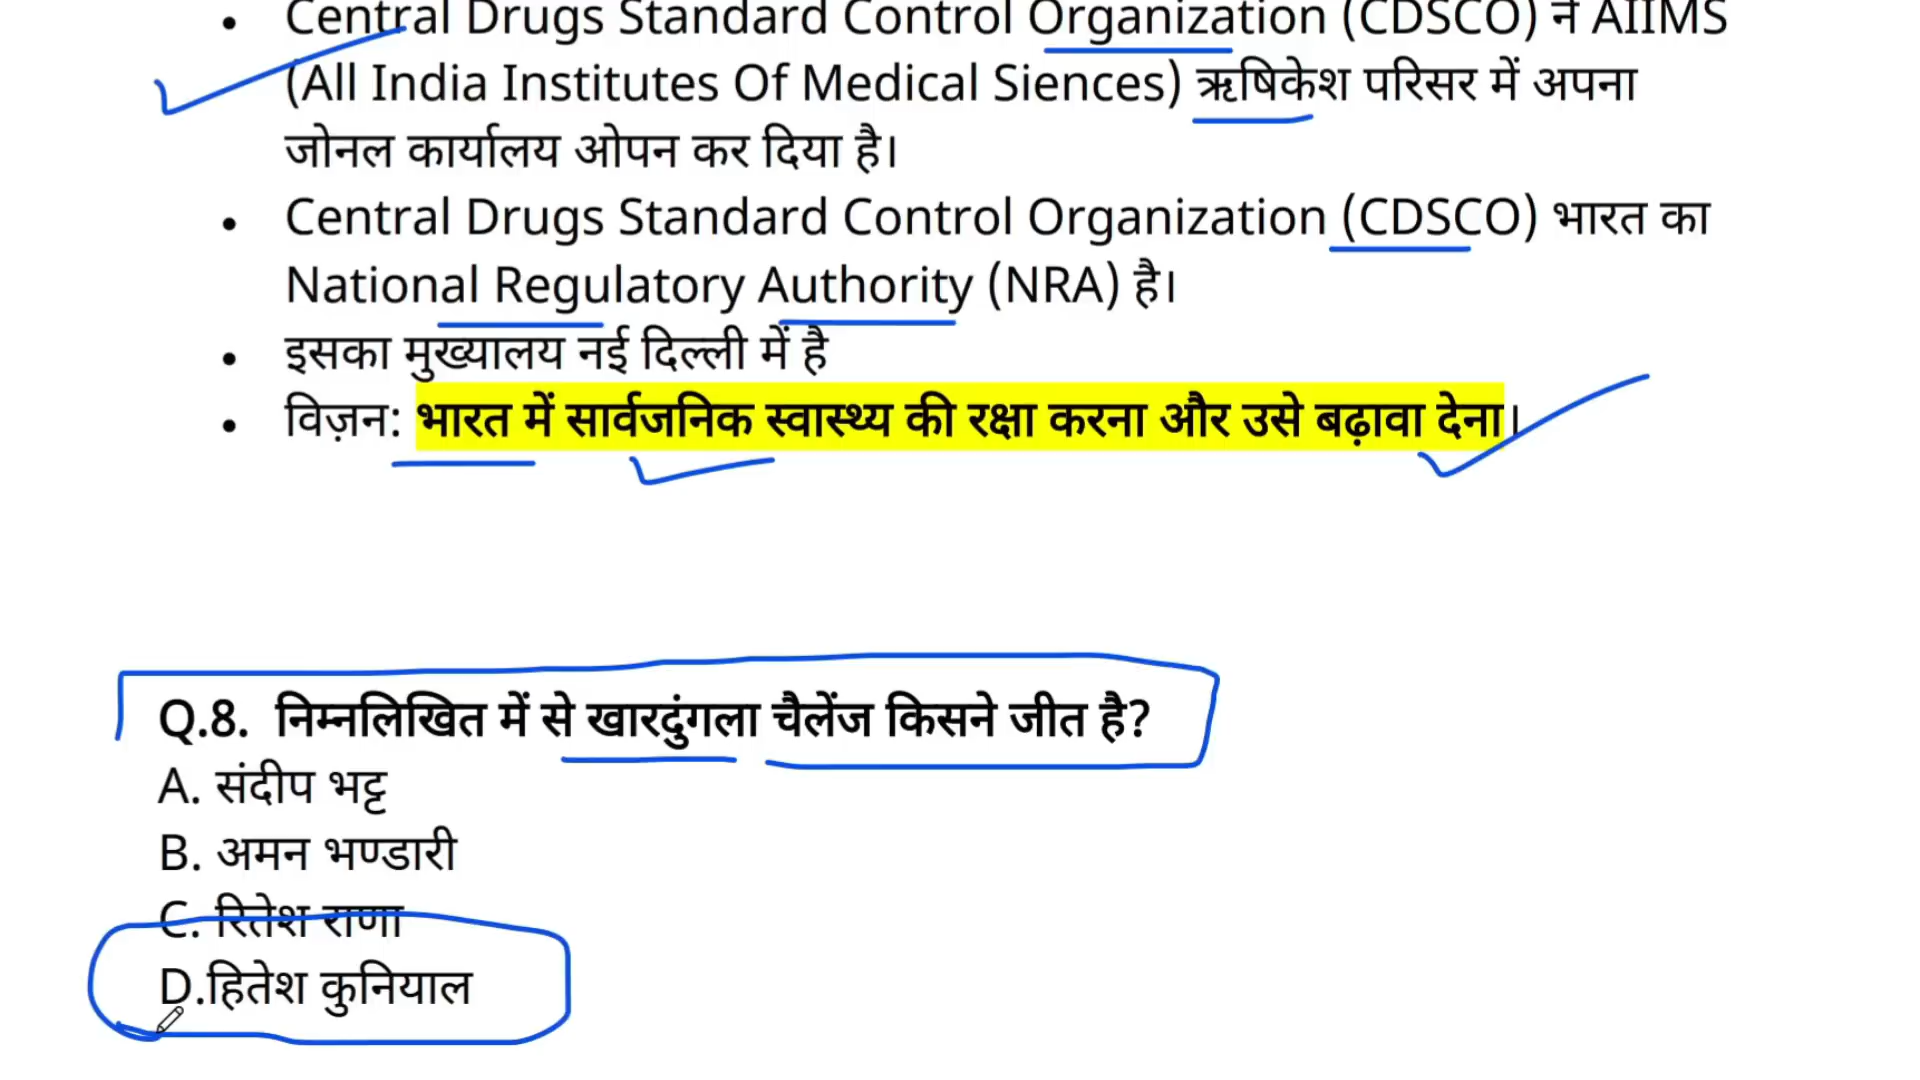 • Central Drugs Standard Control Organization (CDSCO) ने AIIMS
(All India Institutes Of Medical Siences) ऋषिकेश परिसर में अपना
जोनल कार्यालय ओपन कर दिया है।
• Central Drugs Standard Control Organization (CDSCO) भारत का
National Regulatory Authority (NRA) है।
• इसका मुख्यालय नई दिल्ली में है
• विज़न: भारत में सार्वजनिक स्वास्थ्य की रक्षा करना और उसे बढ़ावा देना।
Q.8. निम्नलिखित में से खारदुंगला चैलेंज किसने जीत है?
A. संदीप भट्ट
B. अमन भण्डारी
C. रितेश राणा
D.हितेश कुनियाल